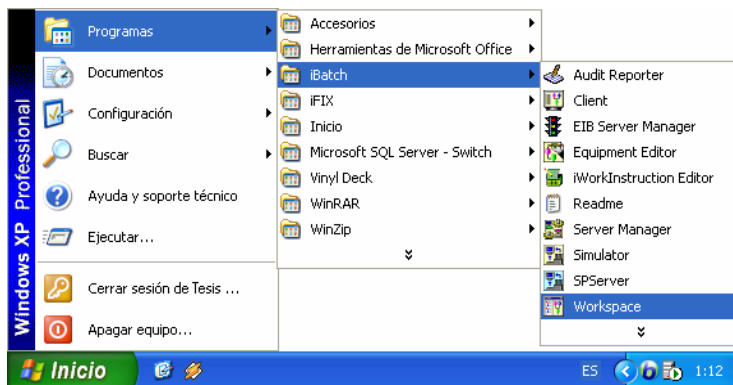 Windows XP Professional
Programas
Documentos
Configuración
Buscar
Ayuda y soporte técnico
Ejecutar...
Cerrar sesión de Tesis ...
Apagar equipo...
Accesorios
Herramientas de Microsoft Office
iBatch
iFIX
Inicio
Microsoft SQL Server - Switch
Vinyl Deck
WinRAR
WinZip
Audit Reporter
Client
EIB Server Manager
Equipment Editor
iWorkInstruction Editor
Readme
Server Manager
Simulator
SPServer
Workspace
Inicio
ES
1:12